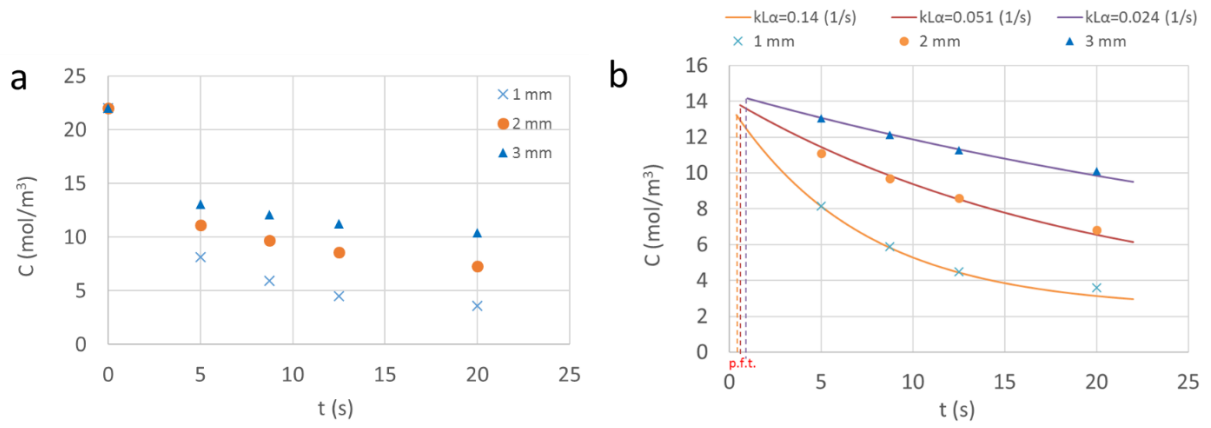 a
25
20
15
10
5
0
C (mol/m³)
0 5 10 15 20 25
t (s)
1 mm
2 mm
3 mm
b
kLα=0.14 (1/s) kLα=0.051 (1/s) kLα=0.024 (1/s)
1 mm 2 mm 3 mm
16
14
12
10
8
6
4
2
0
C (mol/m³)
p.f.t.
0 5 10 15 20 25
t (s)